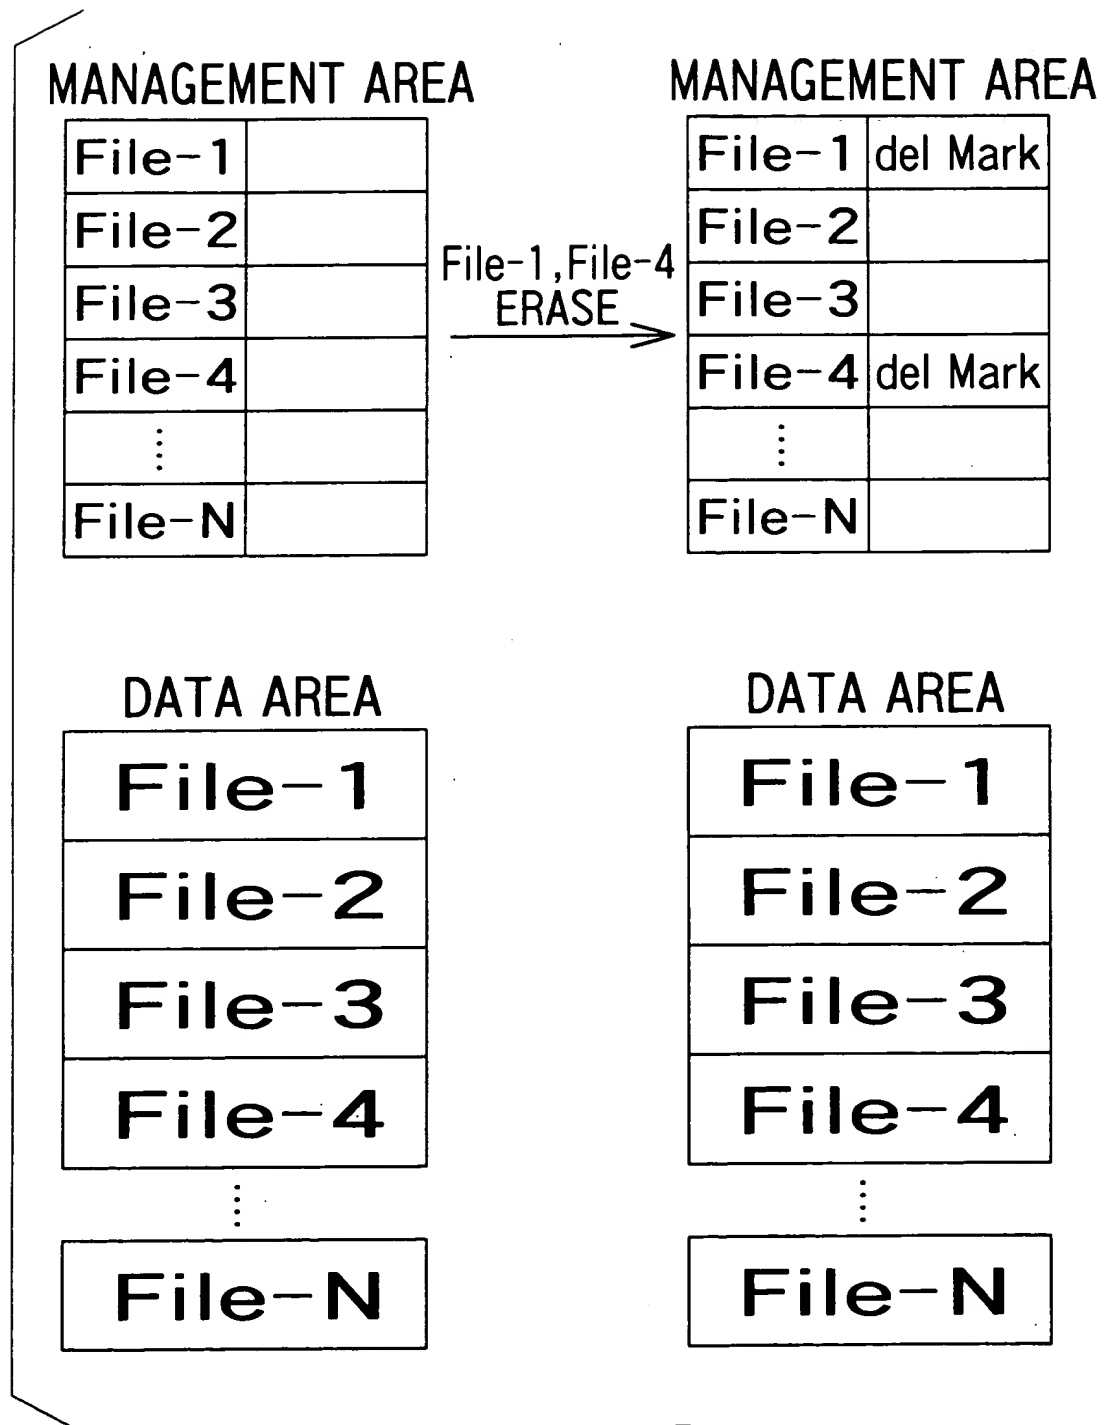 MANAGEMENT AREA
File-1
File-2
File-3
File-4
⋮
File-N
File-1,File-4
ERASE
MANAGEMENT AREA
File-1 del Mark
File-2
File-3
File-4 del Mark
⋮
File-N
DATA AREA
File-1
File-2
File-3
File-4
⋮
File-N
DATA AREA
File-1
File-2
File-3
File-4
⋮
File-N